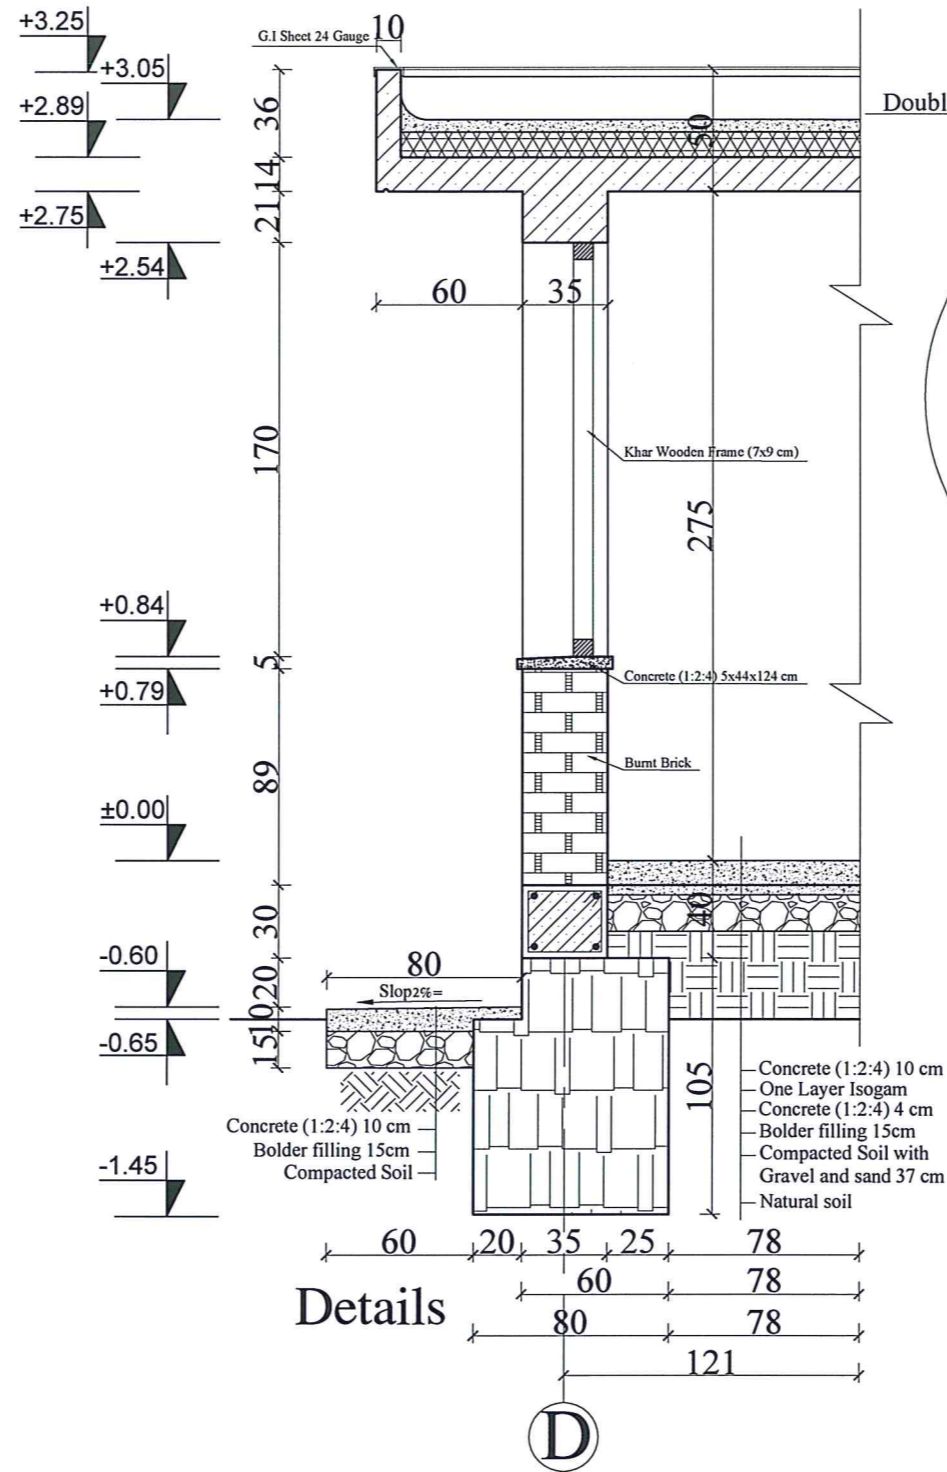 +3.25
G.I Sheet 24 Gauge
10
+3.05
+2.89
36
50
Doubl
14
+2.75
21
+2.54
60
35
170
Khar Wooden Frame (7x9 cm)
275
+0.84
5
+0.79
Concrete (1:2:4) 5x44x124 cm
Burnt Brick
89
±0.00
30
40
-0.60
20
80
Slop2%=
10
-0.65
15
105
Concrete (1:2:4) 10 cm
Bolder filling 15cm
Compacted Soil
Concrete (1:2:4) 10 cm
One Layer Isogam
Concrete (1:2:4) 4 cm
Bolder filling 15cm
Compacted Soil with
Gravel and sand 37 cm
Natural soil
-1.45
60 20 35 25 78
60 78
Details
80 78
121
D